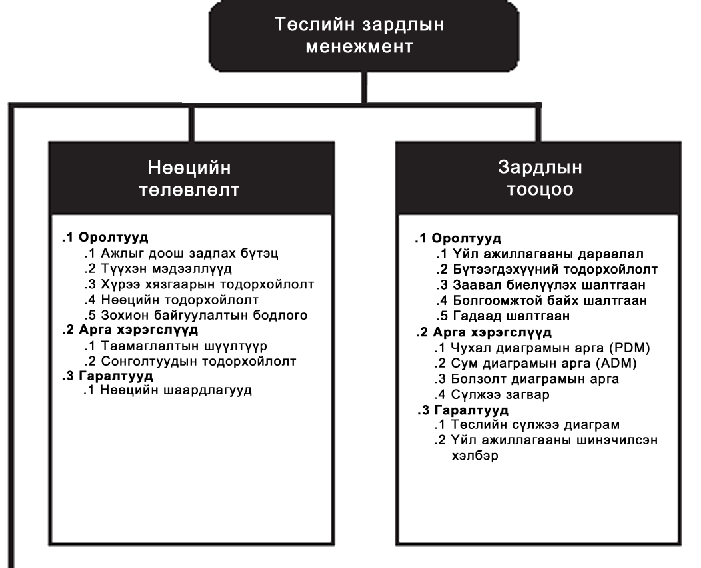 Төслийн зардлын
менежмент
Нөөцийн
төлөвлөлт
.1 Оролтууд
.1 Ажлыг доош задлах бүтэц
.2 Түүхэн мэдээллүүд
.3 Хүрээ хязгаарын тодорхойлолт
.4 Нөөцийн тодорхойлолт
.5 Зохион байгуулалтын бодлого
.2 Арга хэрэгслүүд
.1 Таамаглалтын шүүлтүүр
.2 Сонголтуудын тодорхойлолт
.3 Гаралтууд
.1 Нөөцийн шаардлагууд
Зардлын
тооцоо
.1 Оролтууд
.1 Үйл ажиллагааны дараалал
.2 Бүтээгдэхүүний тодорхойлолт
.3 Заавал биелүүлэх шалтгаан
.4 Болгоомжтой байх шалтгаан
.5 Гадаад шалтгаан
.2 Арга хэрэгслүүд
.1 Чухал диаграмын арга (PDM)
.2 Сум диаграмын арга (ADM)
.3 Болзолт диаграмын арга
.4 Сүлжээ загвар
.3 Гаралтууд
.1 Төслийн сүлжээ диаграм
.2 Үйл ажиллагааны шинэчилсэн
хэлбэр